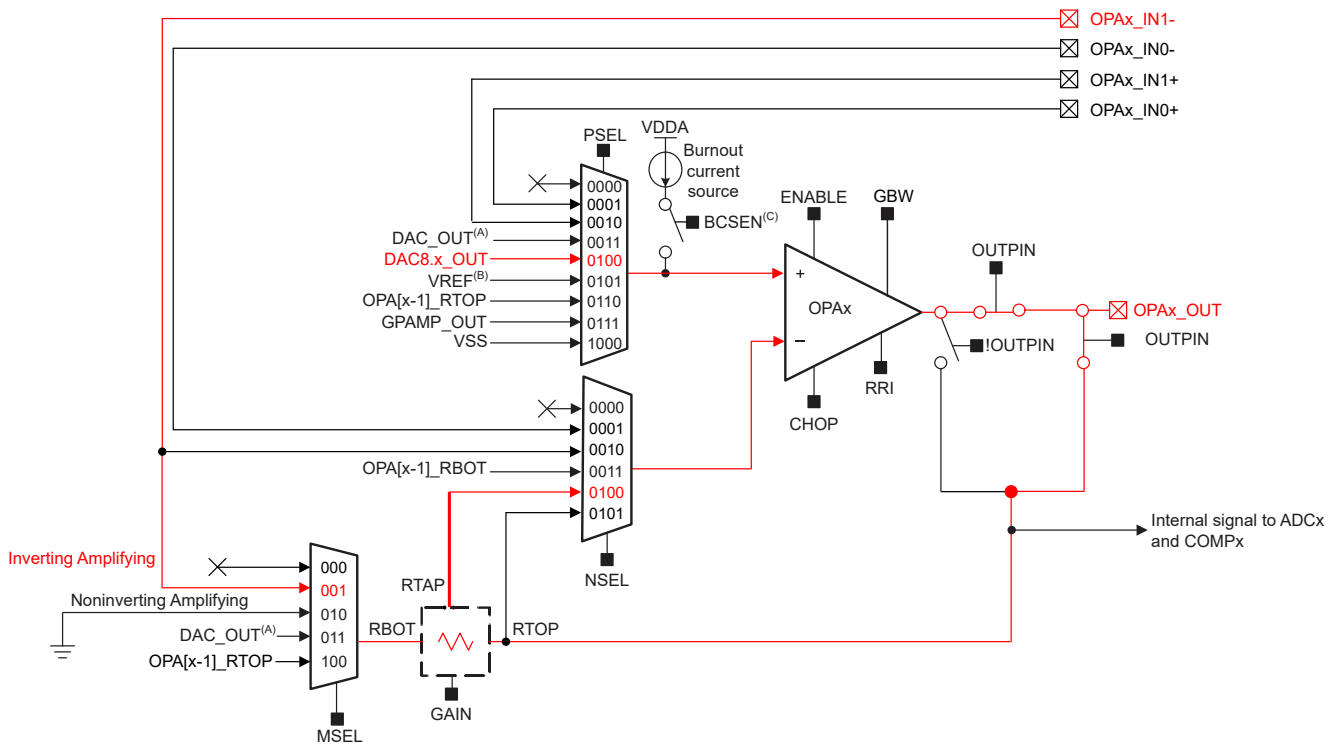 OPAx_IN1-
OPAx_IN0-
OPAx_IN1+
OPAx_IN0+
PSEL
VDDA
Burnout
current
source
ENABLE
GBW
BCSEN(C)
0000
0001
0010
DAC_OUT(A)
0011
DAC8.x_OUT
0100
VREF(B)
0101
OPA[x-1]_RTOP
0110
GPAMP_OUT
0111
VSS
1000
+
OPAx
−
OUTPIN
OPAx_OUT
!OUTPIN
OUTPIN
RRI
CHOP
0000
0001
0010
OPA[x-1]_RBOT
0011
0100
0101
NSEL
Internal signal to ADCx
and COMPx
Inverting Amplifying
000
001
Noninverting Amplifying
010
DAC_OUT(A)
011
OPA[x-1]_RTOP
100
MSEL
RTAP
RBOT
RTOP
GAIN